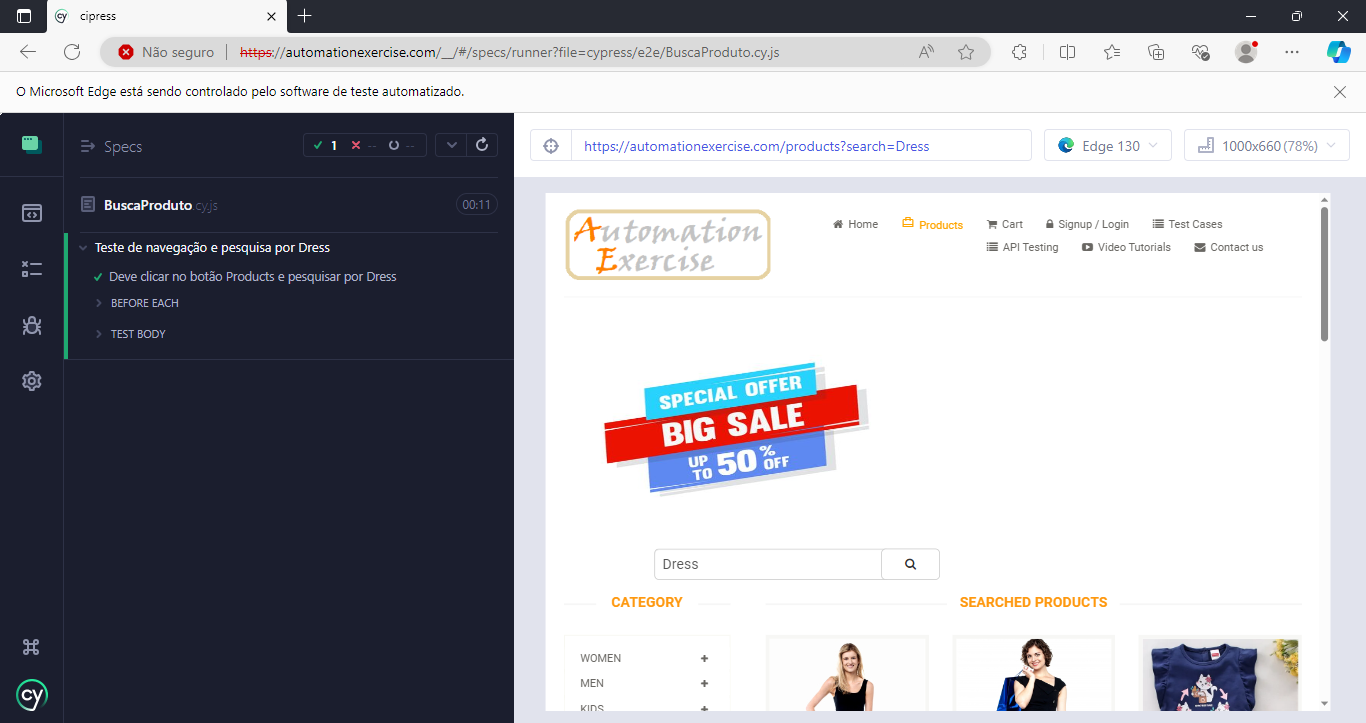 cipress
Não seguro
https://automationexercise.com/__/#/specs/runner?file=cypress/e2e/BuscaProduto.cy.js
O Microsoft Edge está sendo controlado pelo software de teste automatizado.
Specs
1 -- --
BuscaProduto.cy.js
00:11
Teste de navegação e pesquisa por Dress
Deve clicar no botão Products e pesquisar por Dress
BEFORE EACH
TEST BODY
cy
https://automationexercise.com/products?search=Dress
Edge 130
1000x660 (78%)
Automation
Exercise
Home
Products
Cart
Signup / Login
Test Cases
API Testing
Video Tutorials
Contact us
SPECIAL OFFER
BIG SALE
UP TO 50% OFF
Dress
CATEGORY
SEARCHED PRODUCTS
WOMEN +
MEN +
KIDS +